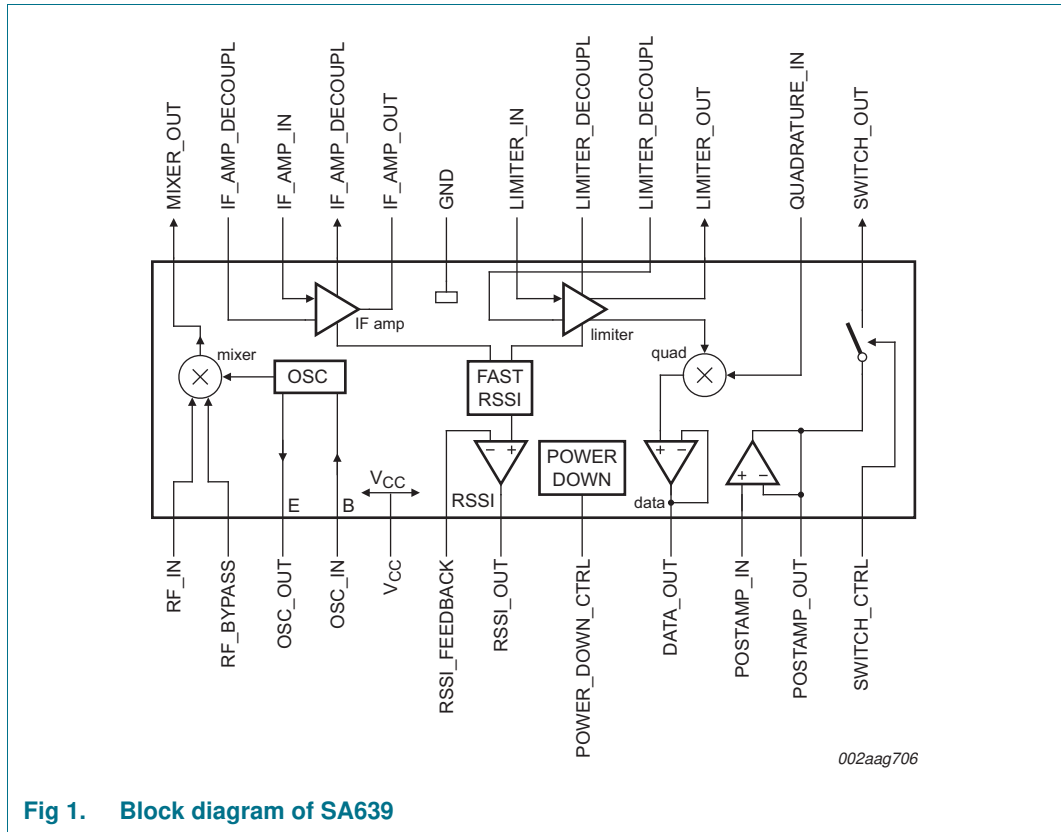 MIXER_OUT
IF_AMP_DECOUPL
IF_AMP_IN
IF_AMP_DECOUPL
IF_AMP_OUT
GND
LIMITER_IN
LIMITER_DECOUPL
LIMITER_DECOUPL
LIMITER_OUT
QUADRATURE_IN
SWITCH_OUT
IF amp
limiter
mixer
OSC
FAST
RSSI
quad
− +
POWER
DOWN
+ −
+ −
E
B
VCC
RSSI
data
RF_IN
RF_BYPASS
OSC_OUT
OSC_IN
VCC
RSSI_FEEDBACK
RSSI_OUT
POWER_DOWN_CTRL
DATA_OUT
POSTAMP_IN
POSTAMP_OUT
SWITCH_CTRL
002aag706
Fig 1. Block diagram of SA639